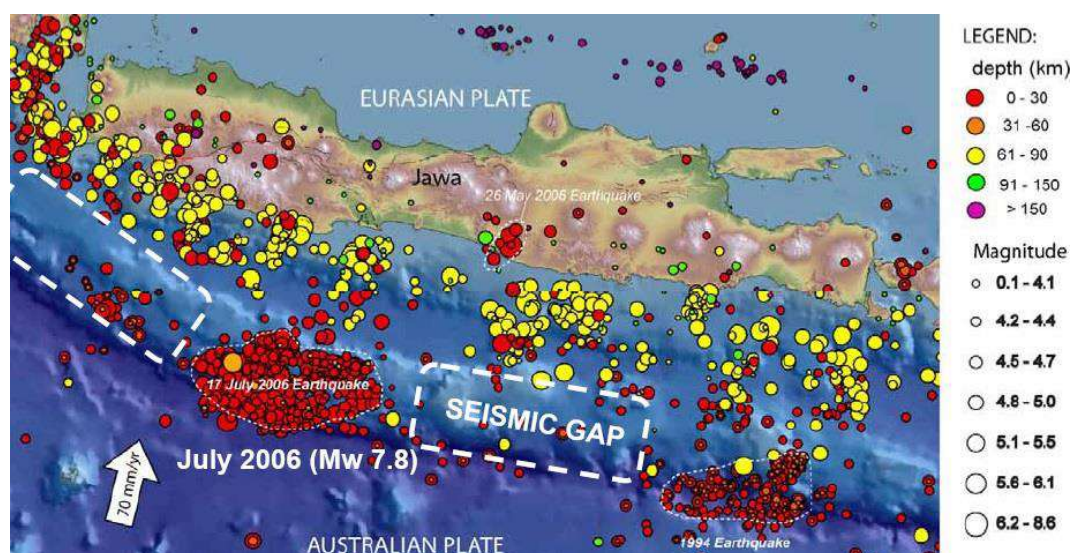 EURASIAN PLATE
Jawa
26 May 2006 Earthquake
17 July 2006 Earthquake
SEISMIC GAP
July 2006 (Mw 7.8)
70 mm/yr
1994 Earthquake
AUSTRALIAN PLATE
LEGEND:
depth (km)
0 - 30
31 - 60
61 - 90
91 - 150
> 150
Magnitude
0.1 - 4.1
4.2 - 4.4
4.5 - 4.7
4.8 - 5.0
5.1 - 5.5
5.6 - 6.1
6.2 - 8.6